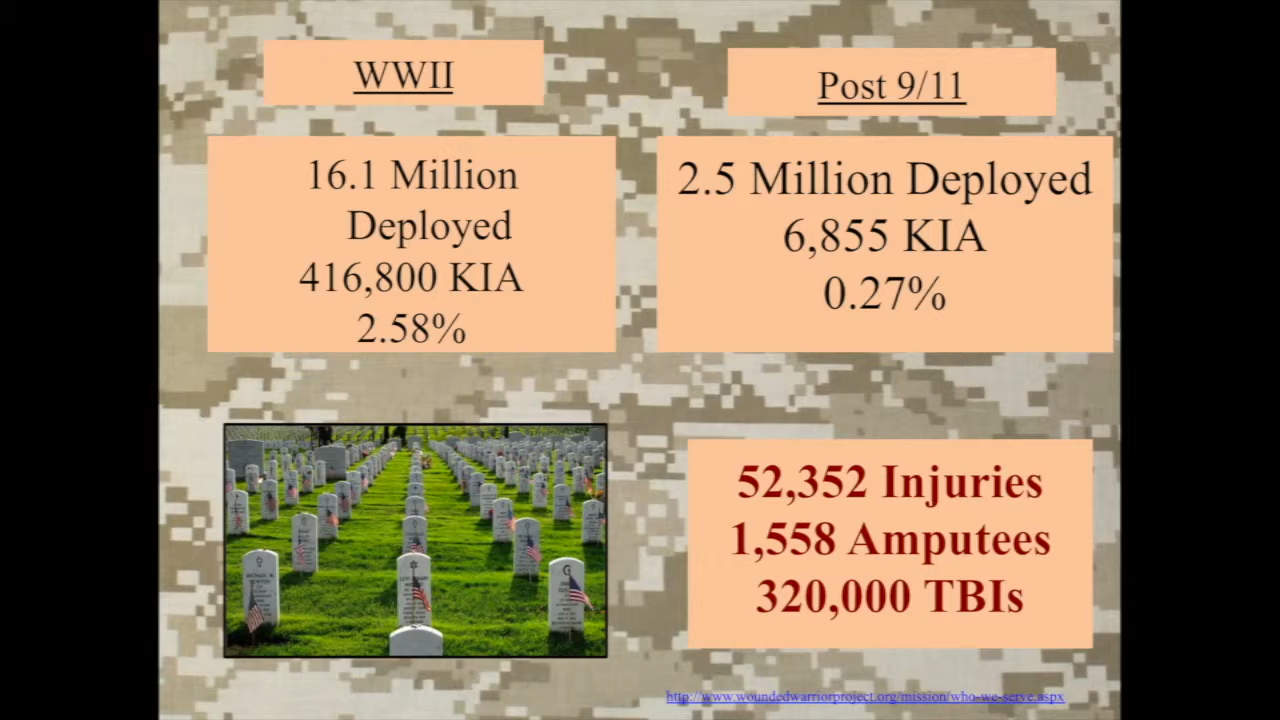 WWII
16.1 Million
Deployed
416,800 KIA
2.58%
Post 9/11
2.5 Million Deployed
6,855 KIA
0.27%
52,352 Injuries
1,558 Amputees
320,000 TBIs
http://www.woundedwarriorproject.org/mission/who-we-serve.aspx